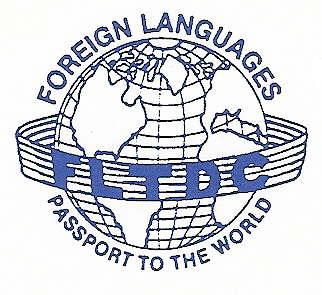 FOREIGN LANGUAGES
FLTDC
PASSPORT TO THE WORLD